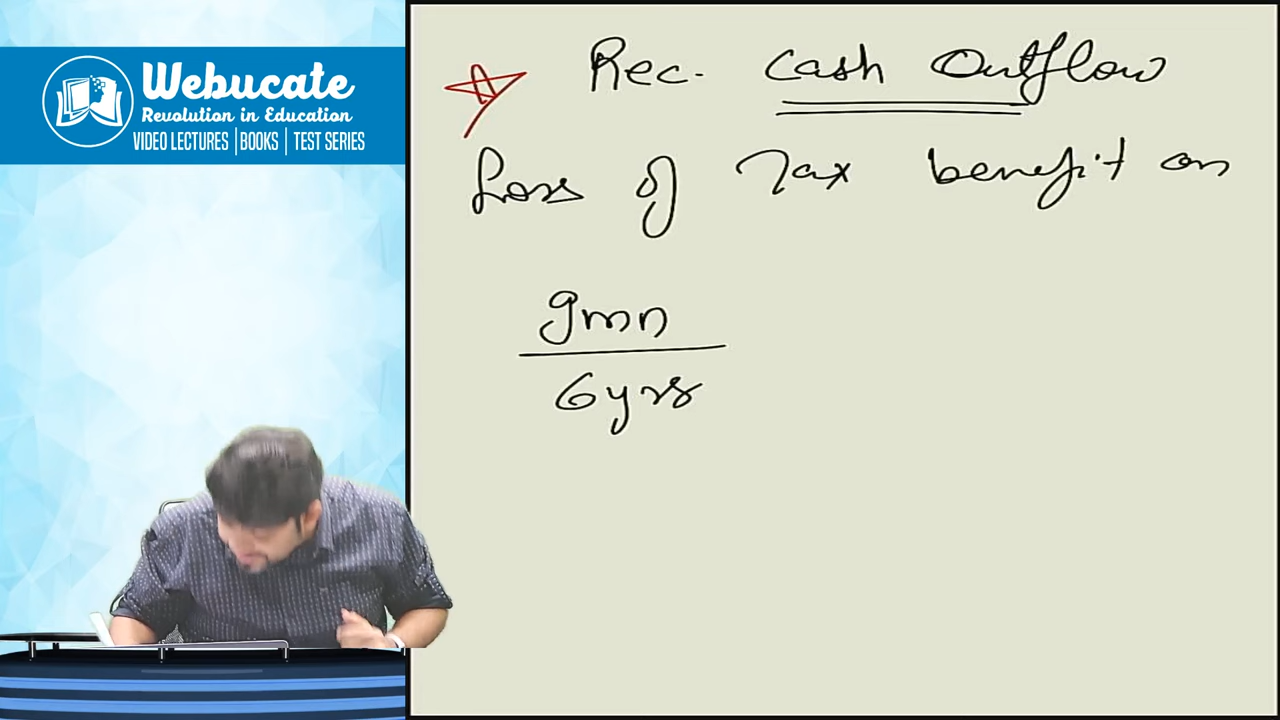 Webucate
Revolution in Education
VIDEO LECTURES | BOOKS | TEST SERIES
Rec. Cash Outflow
Loss of Tax benefit on
9mn
6yrs